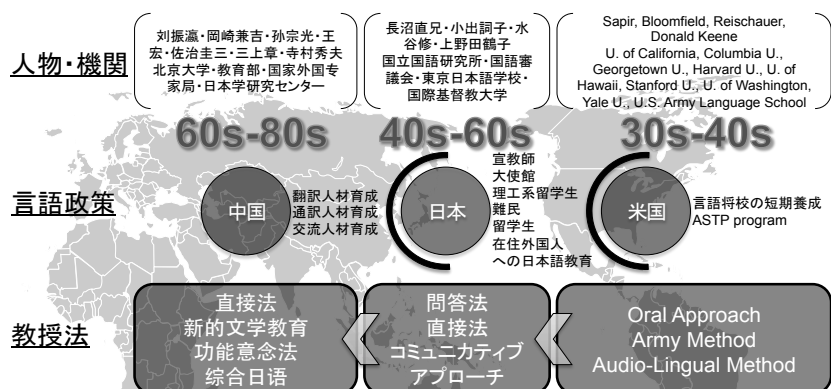 人物・機関
刘振瀛・岡崎兼吉・孙宗光・王
宏・佐治圭三・三上章・寺村秀夫
北京大学・教育部・国家外国专
家局・日本学研究センター
長沼直兄・小出詞子・水
谷修・上野田鶴子
国立国語研究所・国語審
議会・東京日本語学校・
国際基督教大学
Sapir, Bloomfield, Reischauer,
Donald Keene
U. of California, Columbia U.,
Georgetown U., Harvard U., U. of
Hawaii, Stanford U., U. of Washington,
Yale U., U.S. Army Language School
60s-80s
40s-60s
30s-40s
言語政策
中国
翻訳人材育成
通訳人材育成
交流人材育成
日本
宣教師
大使館
理工系留学生
難民
留学生
在住外国人
への日本語教育
米国
言語将校の短期養成
ASTP program
教授法
直接法
新的文学教育
功能意念法
综合日语
問答法
直接法
コミュニカティブ
アプローチ
Oral Approach
Army Method
Audio-Lingual Method